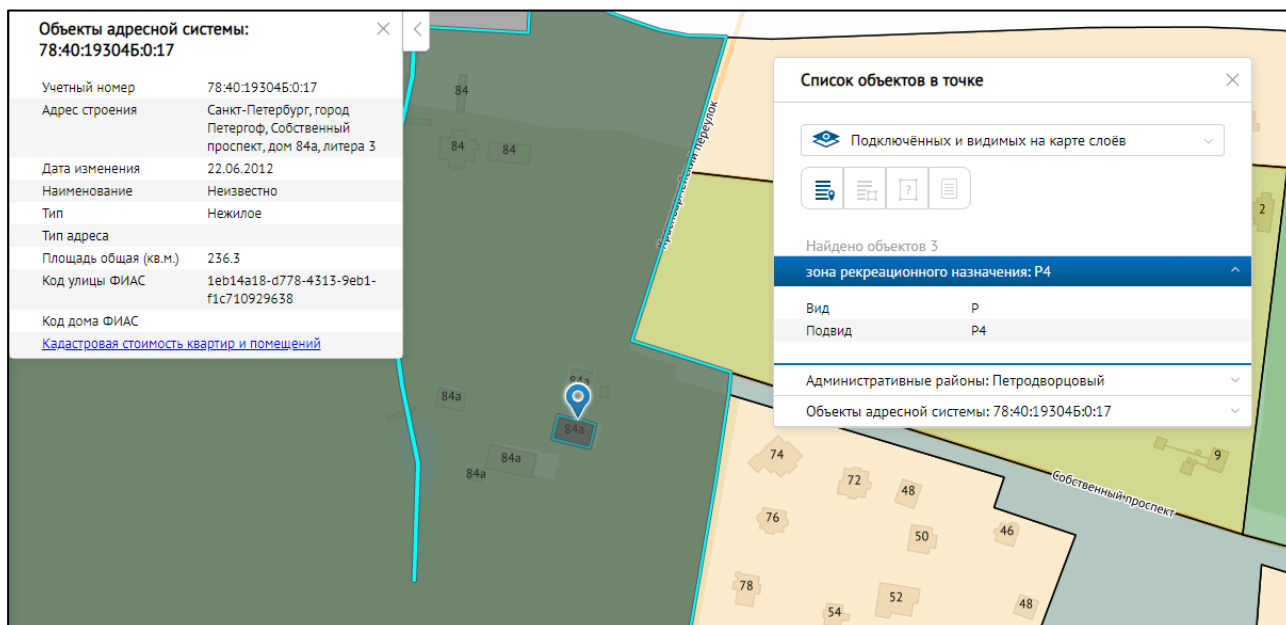 Объекты адресной системы:
78:40:19304Б:0:17
Учетный номер 78:40:19304Б:0:17
Адрес строения Санкт-Петербург, город
Петергоф, Собственный
проспект, дом 84а, литера З
Дата изменения 22.06.2012
Наименование Неизвестно
Тип Нежилое
Тип адреса
Площадь общая (кв.м.) 236.3
Код улицы ФИАС 1eb14a18-d778-4313-9eb1-
f1c710929638
Код дома ФИАС
Кадастровая стоимость квартир и помещений
84
84
84
84а
84а
84а
84а
84а
Красноармейский переулок
Список объектов в точке
Подключённых и видимых на карте слоёв
Найдено объектов 3
зона рекреационного назначения: Р4
Вид Р
Подвид Р4
Административные районы: Петродворцовый
Объекты адресной системы: 78:40:19304Б:0:17
2
9
Собственный проспект
74
72
48
76
50
46
78
52
54
48